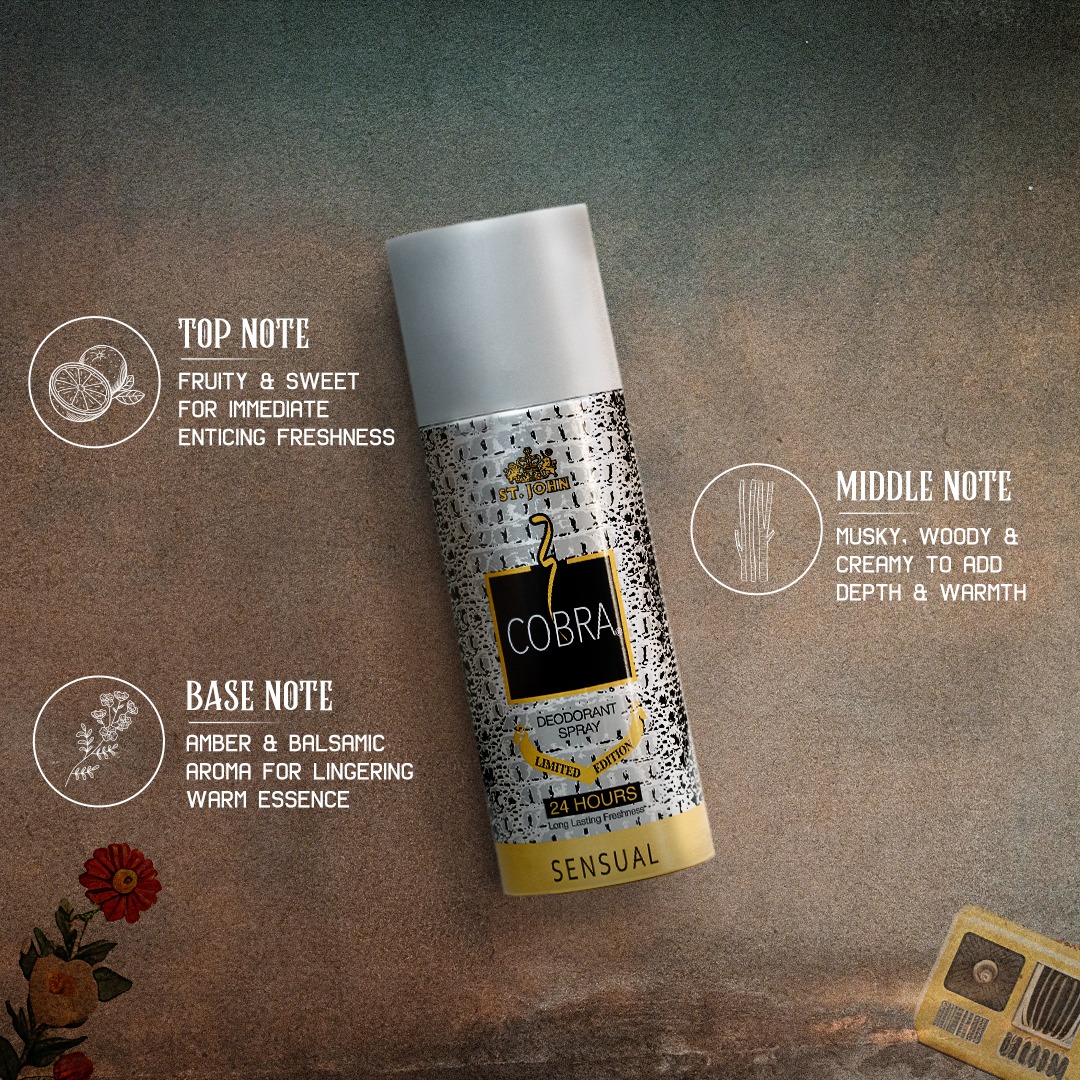 TOP NOTE
FRUITY & SWEET
FOR IMMEDIATE
ENTICING FRESHNESS
MIDDLE NOTE
MUSKY, WOODY &
CREAMY TO ADD
DEPTH & WARMTH
BASE NOTE
AMBER & BALSAMIC
AROMA FOR LINGERING
WARM ESSENCE
ST. JOHN
COBRA
DEODORANT
SPRAY
LIMITED EDITION
24 HOURS
Long Lasting Freshness
SENSUAL